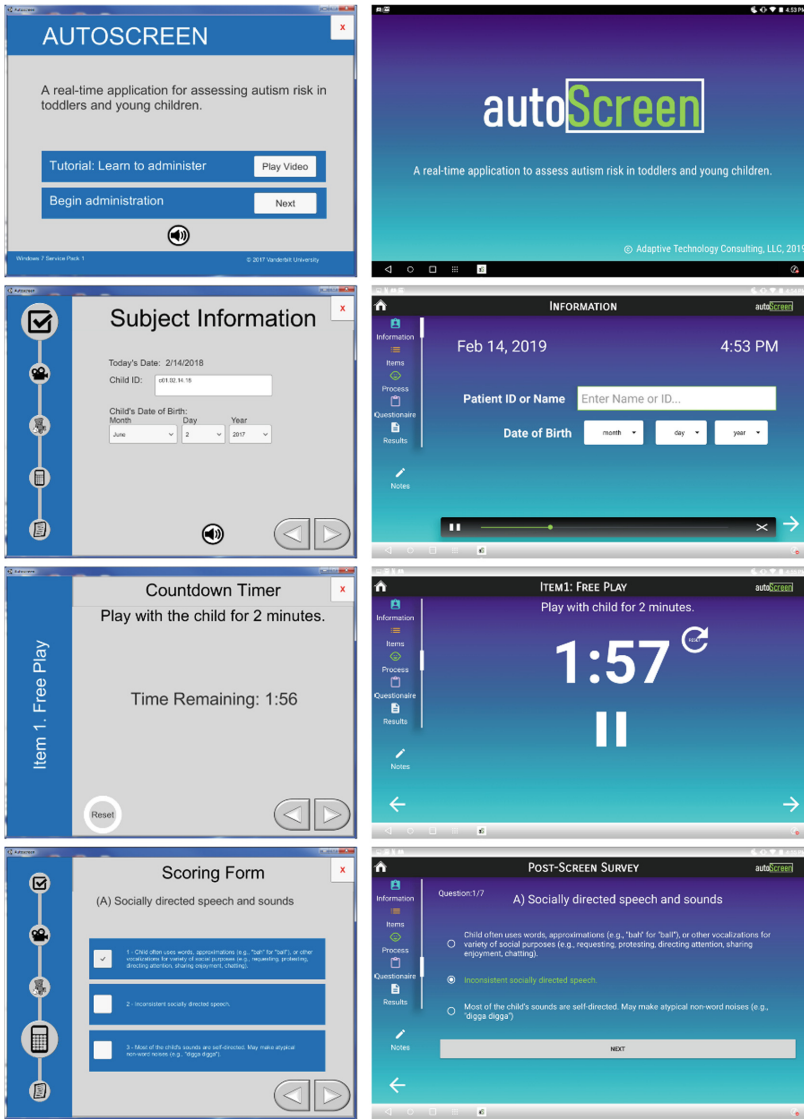 Autoscreen
AUTOSCREEN
x
A real-time application for assessing autism risk in
toddlers and young children.
Tutorial: Learn to administer
Play Video
Begin administration
Next
Windows 7 Service Pack 1
© 2017 Vanderbilt University
4:53 PM
autoScreen
A real-time application to assess autism risk in toddlers and young children.
© Adaptive Technology Consulting, LLC, 2019
Autoscreen
Subject Information
x
Today's Date: 2/14/2018
Child ID:
c01.02.14.18
Child's Date of Birth:
Month
Day
Year
June
2
2017
INFORMATION
autoScreen
Information
Items
Process
Questionaire
Results
Notes
Feb 14, 2019
4:53 PM
Patient ID or Name
Enter Name or ID...
Date of Birth
month
day
year
Autoscreen
Countdown Timer
x
Play with the child for 2 minutes.
Item 1. Free Play
Time Remaining: 1:56
Reset
ITEM1: FREE PLAY
autoScreen
Information
Items
Process
Questionaire
Results
Notes
Play with child for 2 minutes.
1:57
RESET
Autoscreen
Scoring Form
x
(A) Socially directed speech and sounds
1 - Child often uses words, approximations (e.g., "bah" for "ball"), or other
vocalizations for variety of social purposes (e.g., requesting, protesting,
directing attention, sharing enjoyment, chatting).
2 - Inconsistent socially directed speech.
3 - Most of the child's sounds are self-directed. May make atypical
non-word noises (e.g., "digga digga").
POST-SCREEN SURVEY
autoScreen
Information
Items
Process
Questionaire
Results
Notes
Question:1/7
A) Socially directed speech and sounds
Child often uses words, approximations (e.g., "bah" for "ball"), or other vocalizations for
variety of social purposes (e.g., requesting, protesting, directing attention, sharing
enjoyment, chatting).
Inconsistent socially directed speech.
Most of the child's sounds are self-directed. May make atypical non-word noises (e.g.,
"digga digga")
NEXT